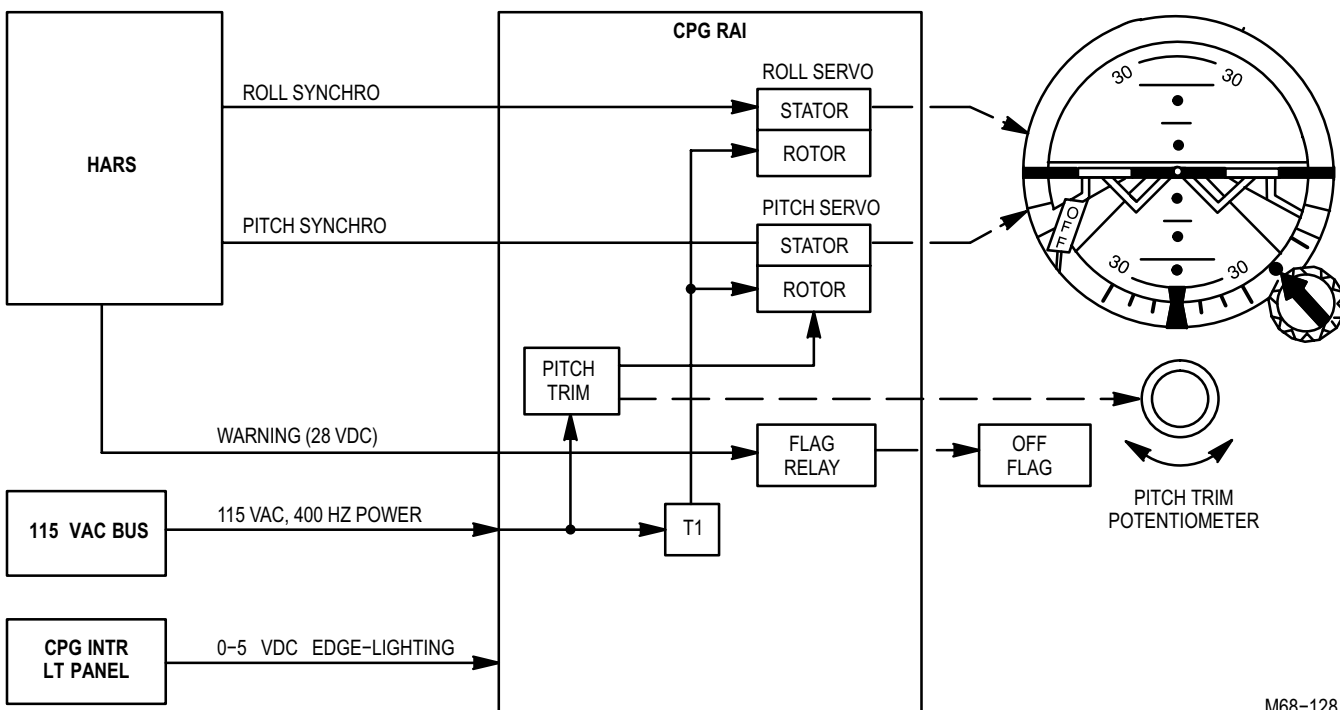 CPG RAI
ROLL SERVO
ROLL SYNCHRO
STATOR
ROTOR
HARS
PITCH SERVO
PITCH SYNCHRO
STATOR
ROTOR
PITCH
TRIM
WARNING (28 VDC)
FLAG
RELAY
OFF
FLAG
115 VAC BUS
115 VAC, 400 HZ POWER
T1
CPG INTR
LT PANEL
0-5 VDC EDGE-LIGHTING
30 30
OFF
30 30
PITCH TRIM
POTENTIOMETER
M68-128